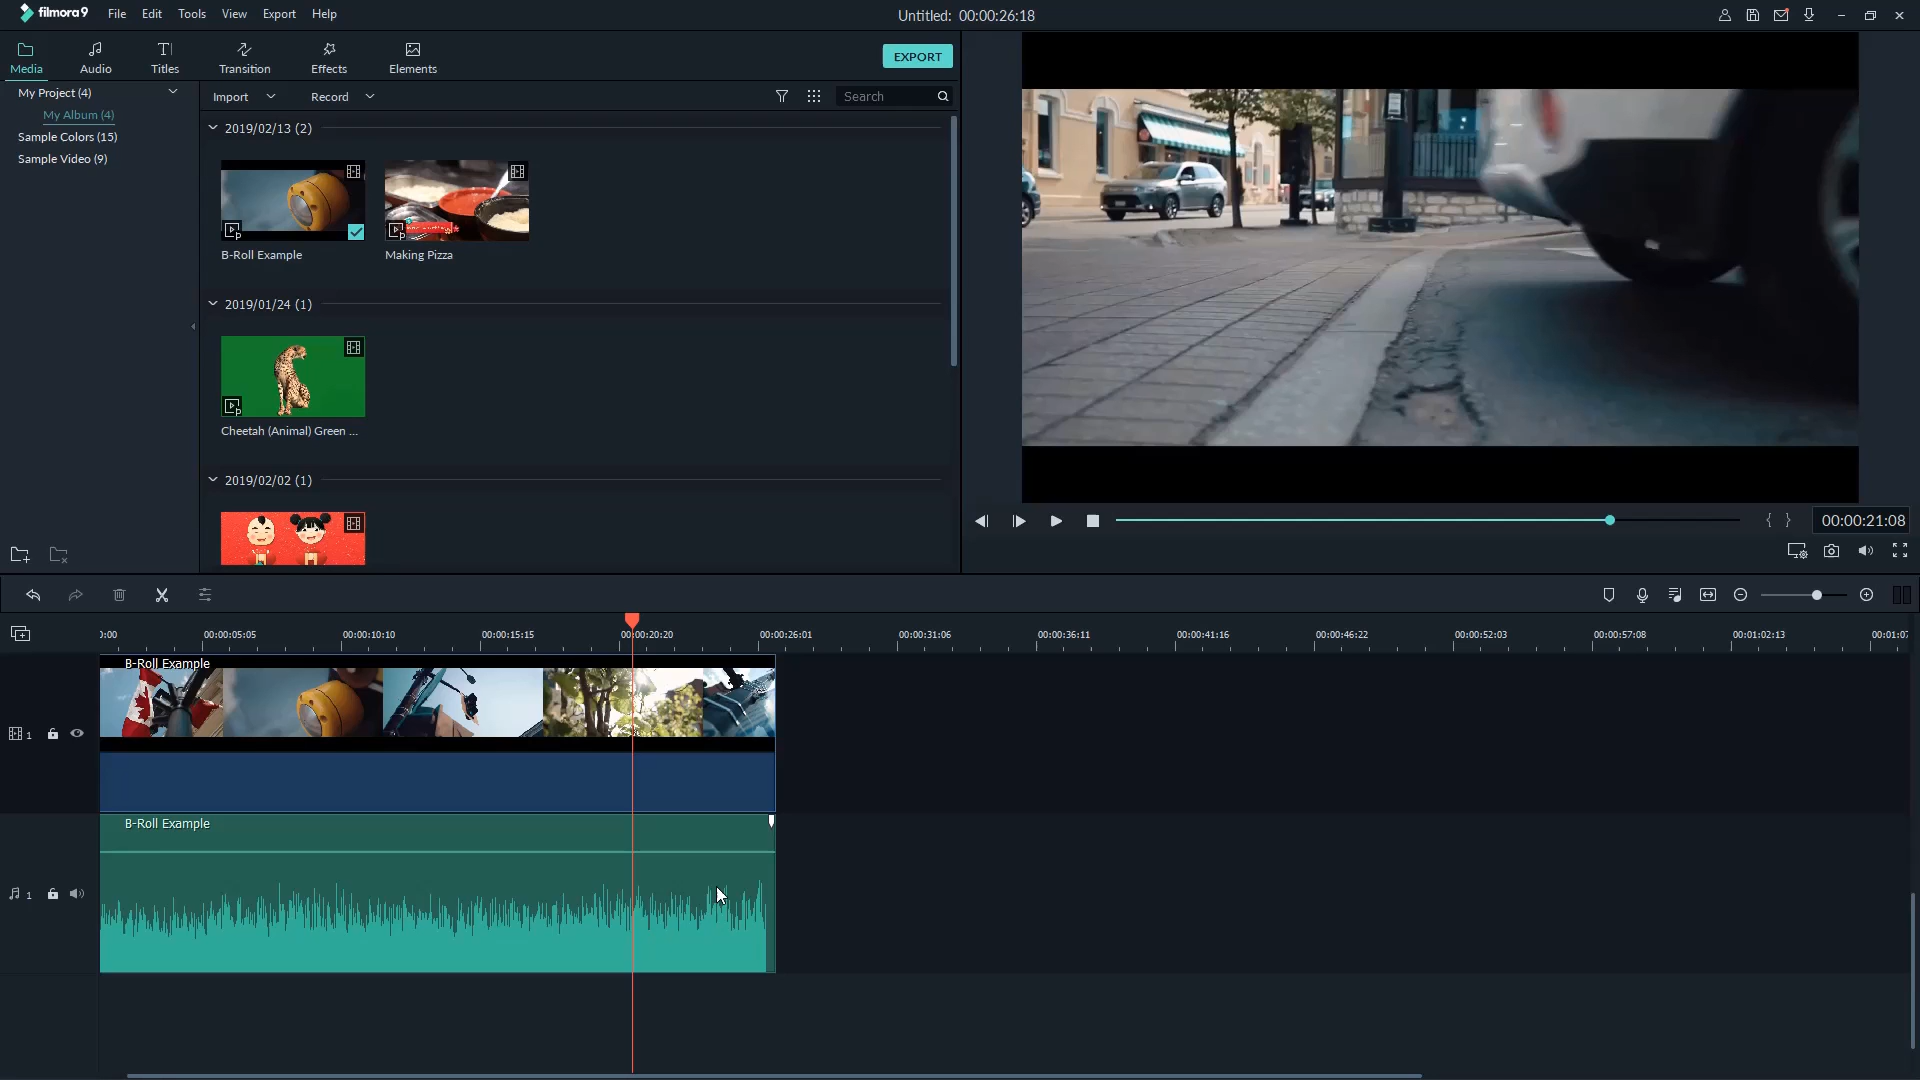 filmora9 File Edit Tools View Export Help Untitled: 00:00:26:18
Media Audio Titles Transition Effects Elements EXPORT
My Project (4)
My Album (4)
Sample Colors (15)
Sample Video (9)
Import Record Search
2019/02/13 (2)
B-Roll Example Making Pizza
2019/01/24 (1)
Cheetah (Animal) Green ...
2019/02/02 (1)
{ } 00:00:21:08
00:00:05:05 00:00:10:10 00:00:15:15 00:00:20:20 00:00:26:01 00:00:31:06 00:00:36:11 00:00:41:16 00:00:46:22 00:00:52:03 00:00:57:08 00:01:02:13
B-Roll Example
1
B-Roll Example
1